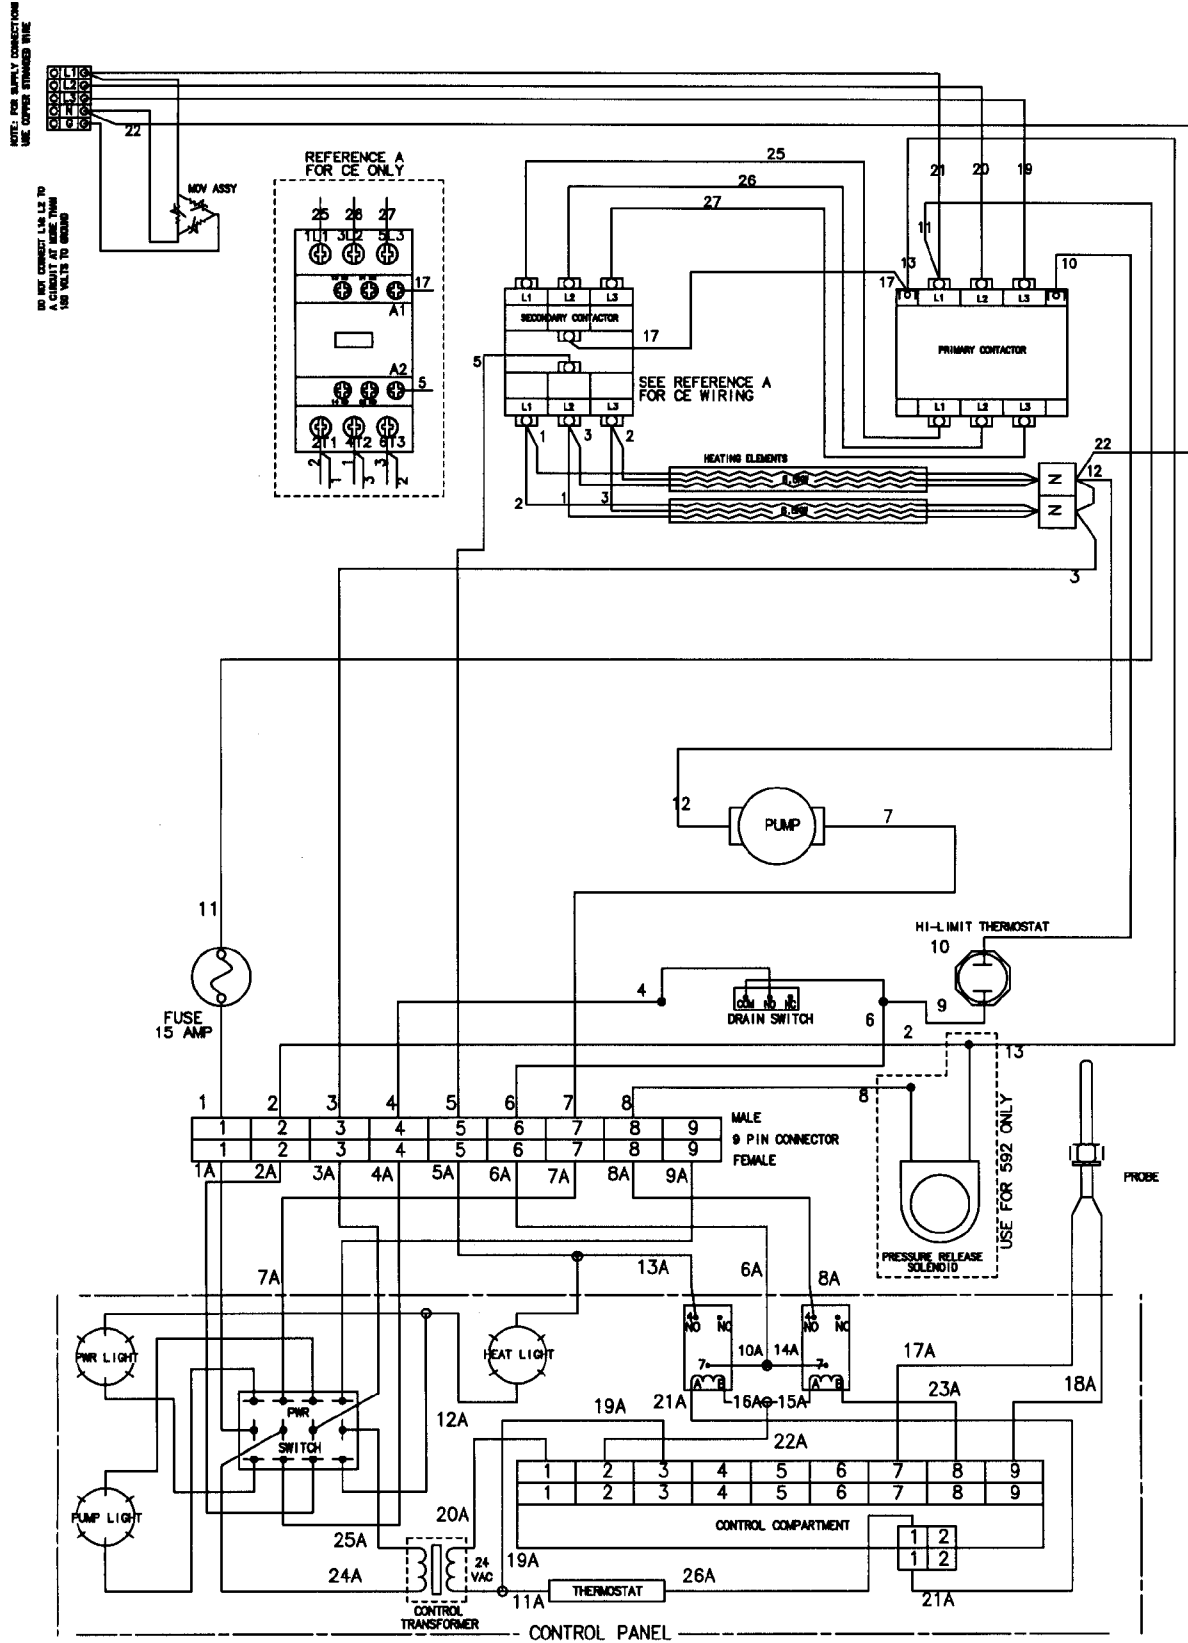 NOTE: FOR SUPPLY CONNECTIONS
USE COPPER STRANDED WIRE
L1
L2
L3
N
G
22
DO NOT CONNECT L1& L2 TO
A CIRCUIT AT MORE THAN
150 VOLTS TO GROUND
MOV ASSY
REFERENCE A
FOR CE ONLY
25 26 27
1L1 3L2 5L3
17
A1
A2
5
2T1 4T2 6T3
2 1 1 3 3 2
25
26
27
21 20 19
11
13
17
10
L1 L2 L3
SECONDARY CONTACTOR
17
5
L1 L2 L3
1 3 2
SEE REFERENCE A
FOR CE WIRING
L1 L2 L3
PRIMARY CONTACTOR
L1 L2 L3
HEATING ELEMENTS
2 1 3
N
N
22
12
3
12
PUMP
7
11
FUSE
15 AMP
HI-LIMIT THERMOSTAT
10
4
COM NO NC
DRAIN SWITCH
6
9
2
13
8
1 2 3 4 5 6 7 8
1 2 3 4 5 6 7 8 9
1 2 3 4 5 6 7 8 9
MALE
9 PIN CONNECTOR
FEMALE
1A 2A 3A 4A 5A 6A 7A 8A 9A
USE FOR 592 ONLY
PRESSURE RELEASE
SOLENOID
PROBE
7A
13A
6A
8A
PWR LIGHT
HEAT LIGHT
4 NO NC
4 NO NC
7
10A 14A
7
A B
A B
17A
18A
21A
16A
15A
23A
PWR
SWITCH
12A
19A
22A
PUMP LIGHT
1 2 3 4 5 6 7 8 9
1 2 3 4 5 6 7 8 9
CONTROL COMPARTMENT
1 2
1 2
20A
25A
24A
24
VAC
19A
11A
THERMOSTAT
26A
21A
CONTROL
TRANSFORMER
CONTROL PANEL